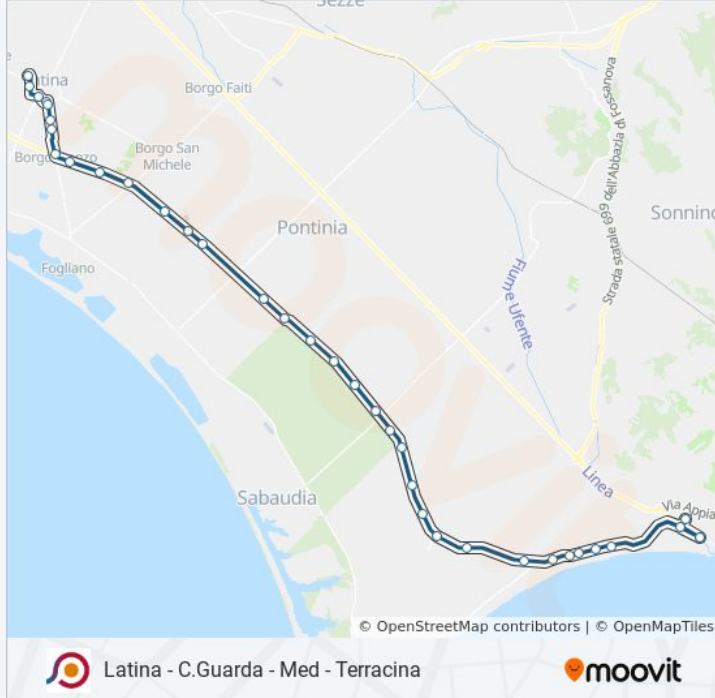 Sezze
Latina
Borgo Faiti
Borgo San
Michele
Pontinia
Sonnino
Fogliano
Strada statale 699 dell'Abbazia di Fossanova
Fiume Ufente
Sabaudia
Linea
Via Appia
© OpenStreetMap contributors | © OpenMapTiles
Latina - C.Guarda - Med - Terracina
moovit